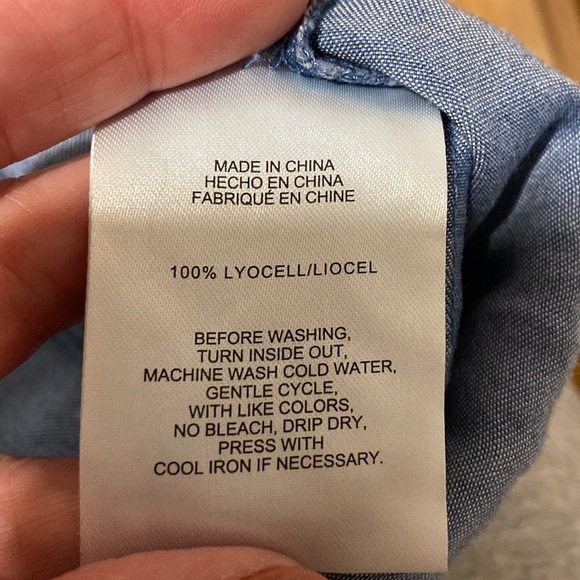 MADE IN CHINA
HECHO EN CHINA
FABRIQUÉ EN CHINE
100% LYOCELL/LIOCEL
BEFORE WASHING,
TURN INSIDE OUT,
MACHINE WASH COLD WATER,
GENTLE CYCLE,
WITH LIKE COLORS,
NO BLEACH, DRIP DRY,
PRESS WITH
COOL IRON IF NECESSARY.